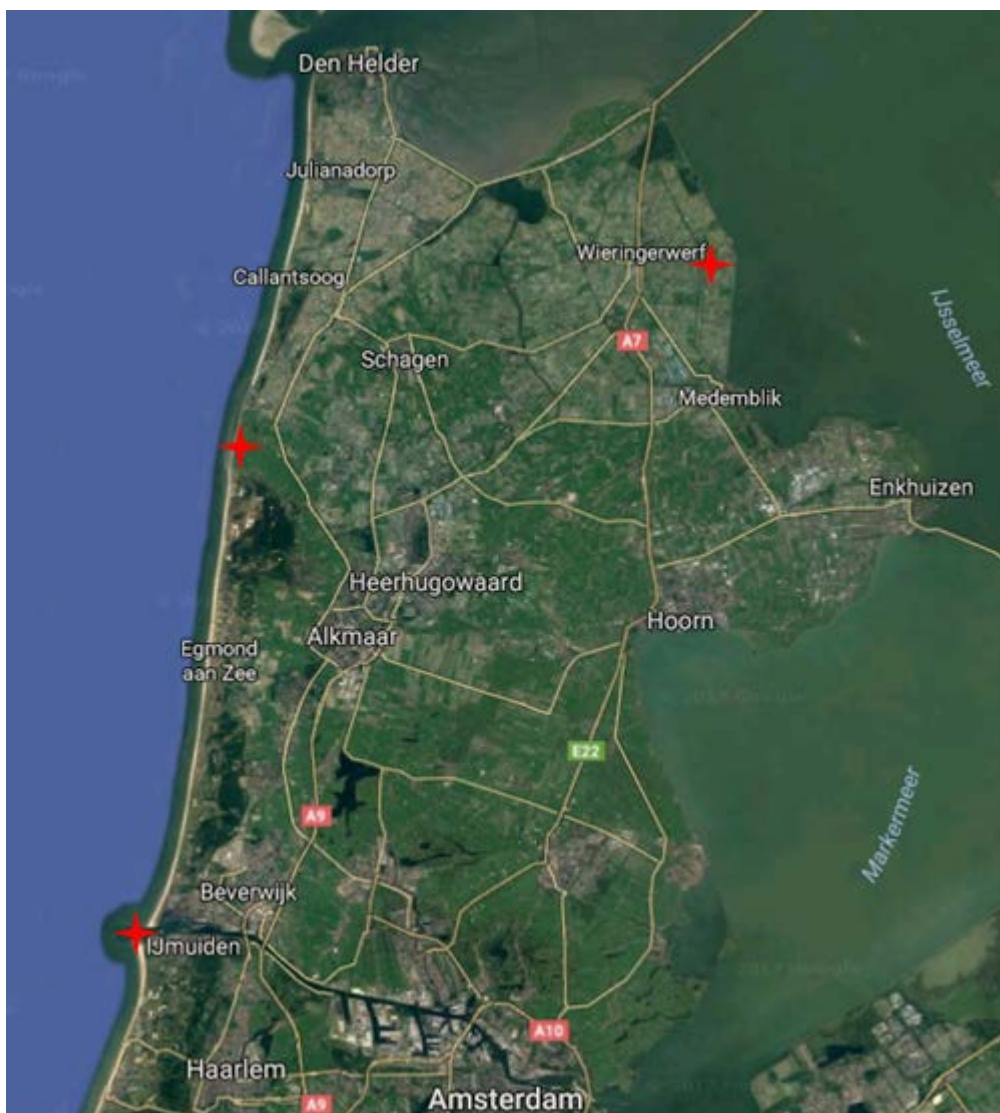 Den Helder
Julianadorp
Wieringerwerf
Callantsoog
IJsselmeer
A7
Schagen
Medemblik
Enkhuizen
Heerhugowaard
Hoorn
Alkmaar
Egmond
aan Zee
E22
Markermeer
A9
Beverwijk
IJmuiden
A10
Haarlem
Amsterdam
A9